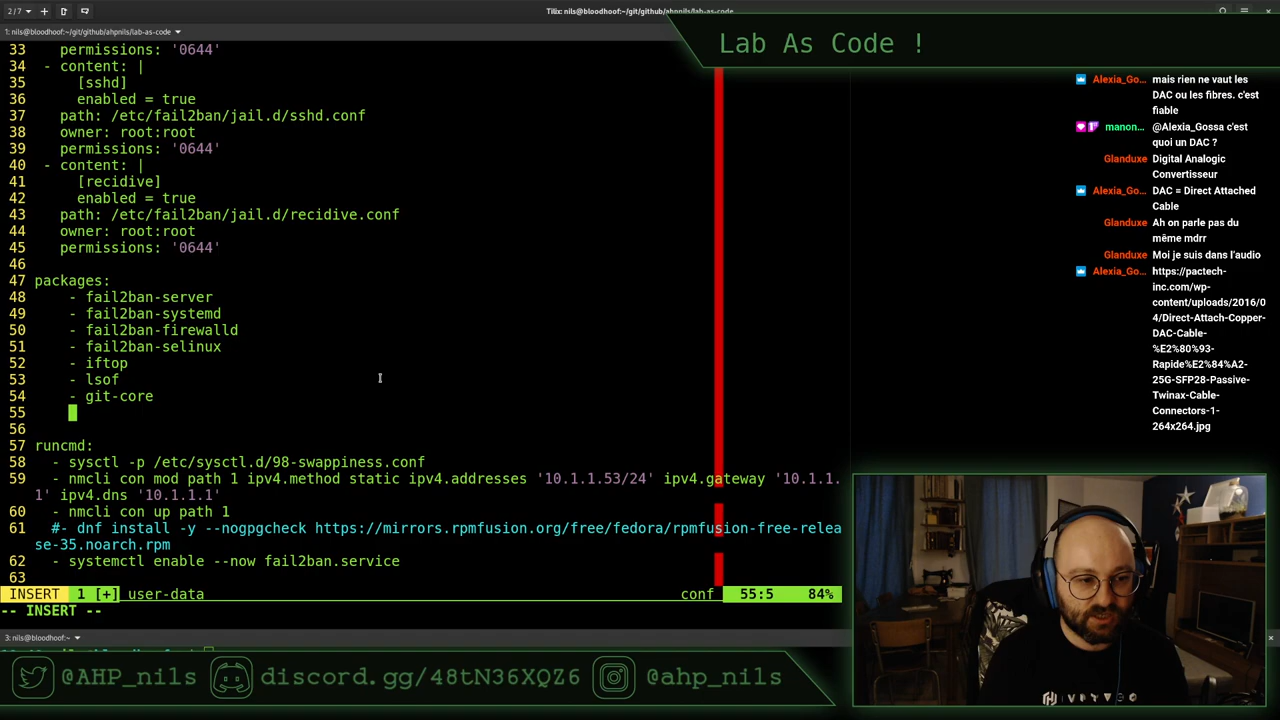 2/7
Tilix: nils@bloodhoof:~/git/github/ahpnils/lab-as-code
1: nils@bloodhoof:~/git/github/ahpnils/lab-as-code
Lab As Code !
33 permissions: '0644'
34 - content: |
35 [sshd]
36 enabled = true
37 path: /etc/fail2ban/jail.d/sshd.conf
38 owner: root:root
39 permissions: '0644'
40 - content: |
41 [recidive]
42 enabled = true
43 path: /etc/fail2ban/jail.d/recidive.conf
44 owner: root:root
45 permissions: '0644'
46
47 packages:
48 - fail2ban-server
49 - fail2ban-systemd
50 - fail2ban-firewalld
51 - fail2ban-selinux
52 - iftop
53 - lsof
54 - git-core
55
56
57 runcmd:
58 - sysctl -p /etc/sysctl.d/98-swappiness.conf
59 - nmcli con mod path 1 ipv4.method static ipv4.addresses '10.1.1.53/24' ipv4.gateway '10.1.1.
1' ipv4.dns '10.1.1.1'
60 - nmcli con up path 1
61 #- dnf install -y --nogpgcheck https://mirrors.rpmfusion.org/free/fedora/rpmfusion-free-relea
se-35.noarch.rpm
62 - systemctl enable --now fail2ban.service
63
INSERT 1 [+] user-data conf 55:5 84%
-- INSERT --
3: nils@bloodhoof:~
Alexia_Go... mais rien ne vaut les
DAC ou les fibres. c'est
fiable
manon... @Alexia_Gossa c'est
quoi un DAC ?
Glanduxe Digital Analogic
Convertisseur
Alexia_Go... DAC = Direct Attached
Cable
Glanduxe Ah on parle pas du
même mdrr
Glanduxe Moi je suis dans l'audio
Alexia_Go... https://pactech-
inc.com/wp-
content/uploads/2016/0
4/Direct-Attach-Copper-
DAC-Cable-
%E2%80%93-
Rapide%E2%84%A2-
25G-SFP28-Passive-
Twinax-Cable-
Connectors-1-
264x264.jpg
@AHP_nils
discord.gg/48tN36XQZ6
@ahp_nils